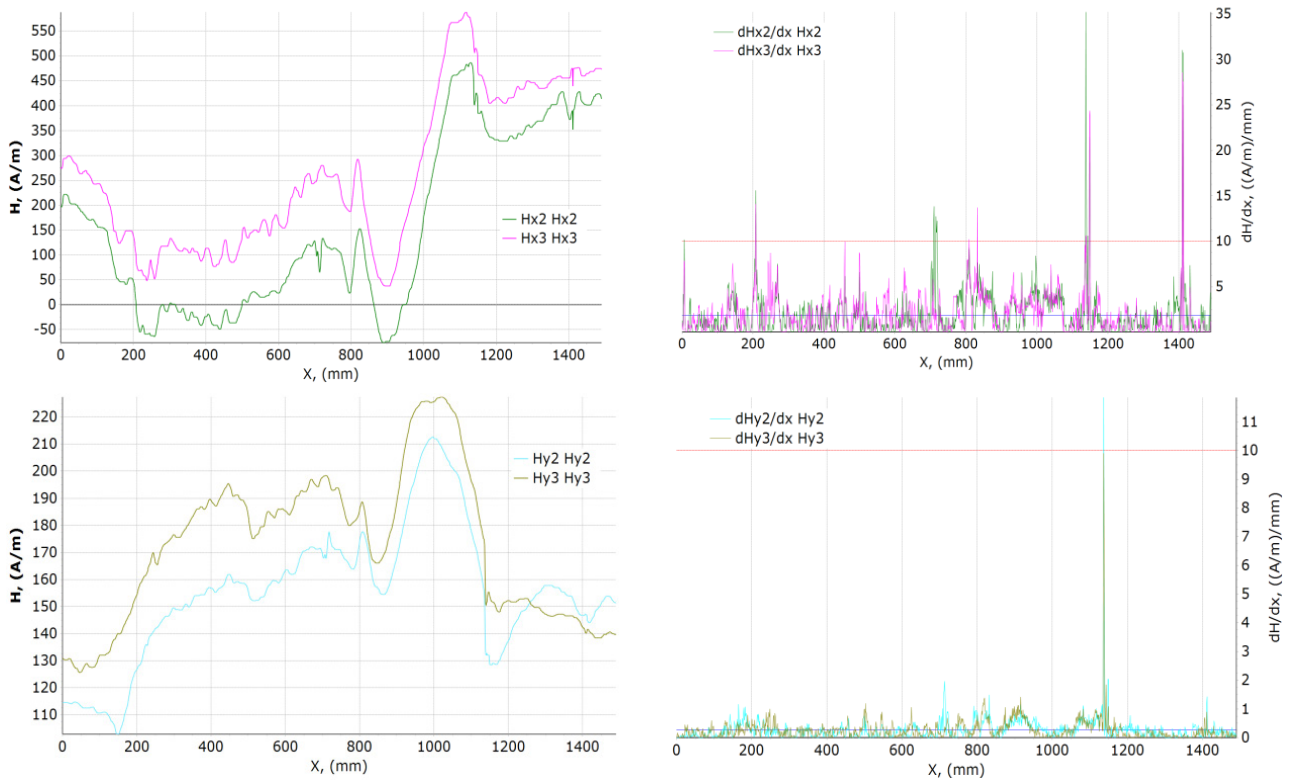 550
500
450
400
350
300
250
200
150
100
50
0
-50
H, (A/m)
Hx2 Hx2
Hx3 Hx3
0 200 400 600 800 1000 1200 1400
X, (mm)
dHx2/dx Hx2
dHx3/dx Hx3
35
30
25
20
15
10
5
dH/dx, ((A/m)/mm)
0 200 400 600 800 1000 1200 1400
X, (mm)
220
210
200
190
180
170
160
150
140
130
120
110
H, (A/m)
Hy2 Hy2
Hy3 Hy3
0 200 400 600 800 1000 1200 1400
X, (mm)
dHy2/dx Hy2
dHy3/dx Hy3
11
10
9
8
7
6
5
4
3
2
1
0
dH/dx, ((A/m)/mm)
0 200 400 600 800 1000 1200 1400
X, (mm)